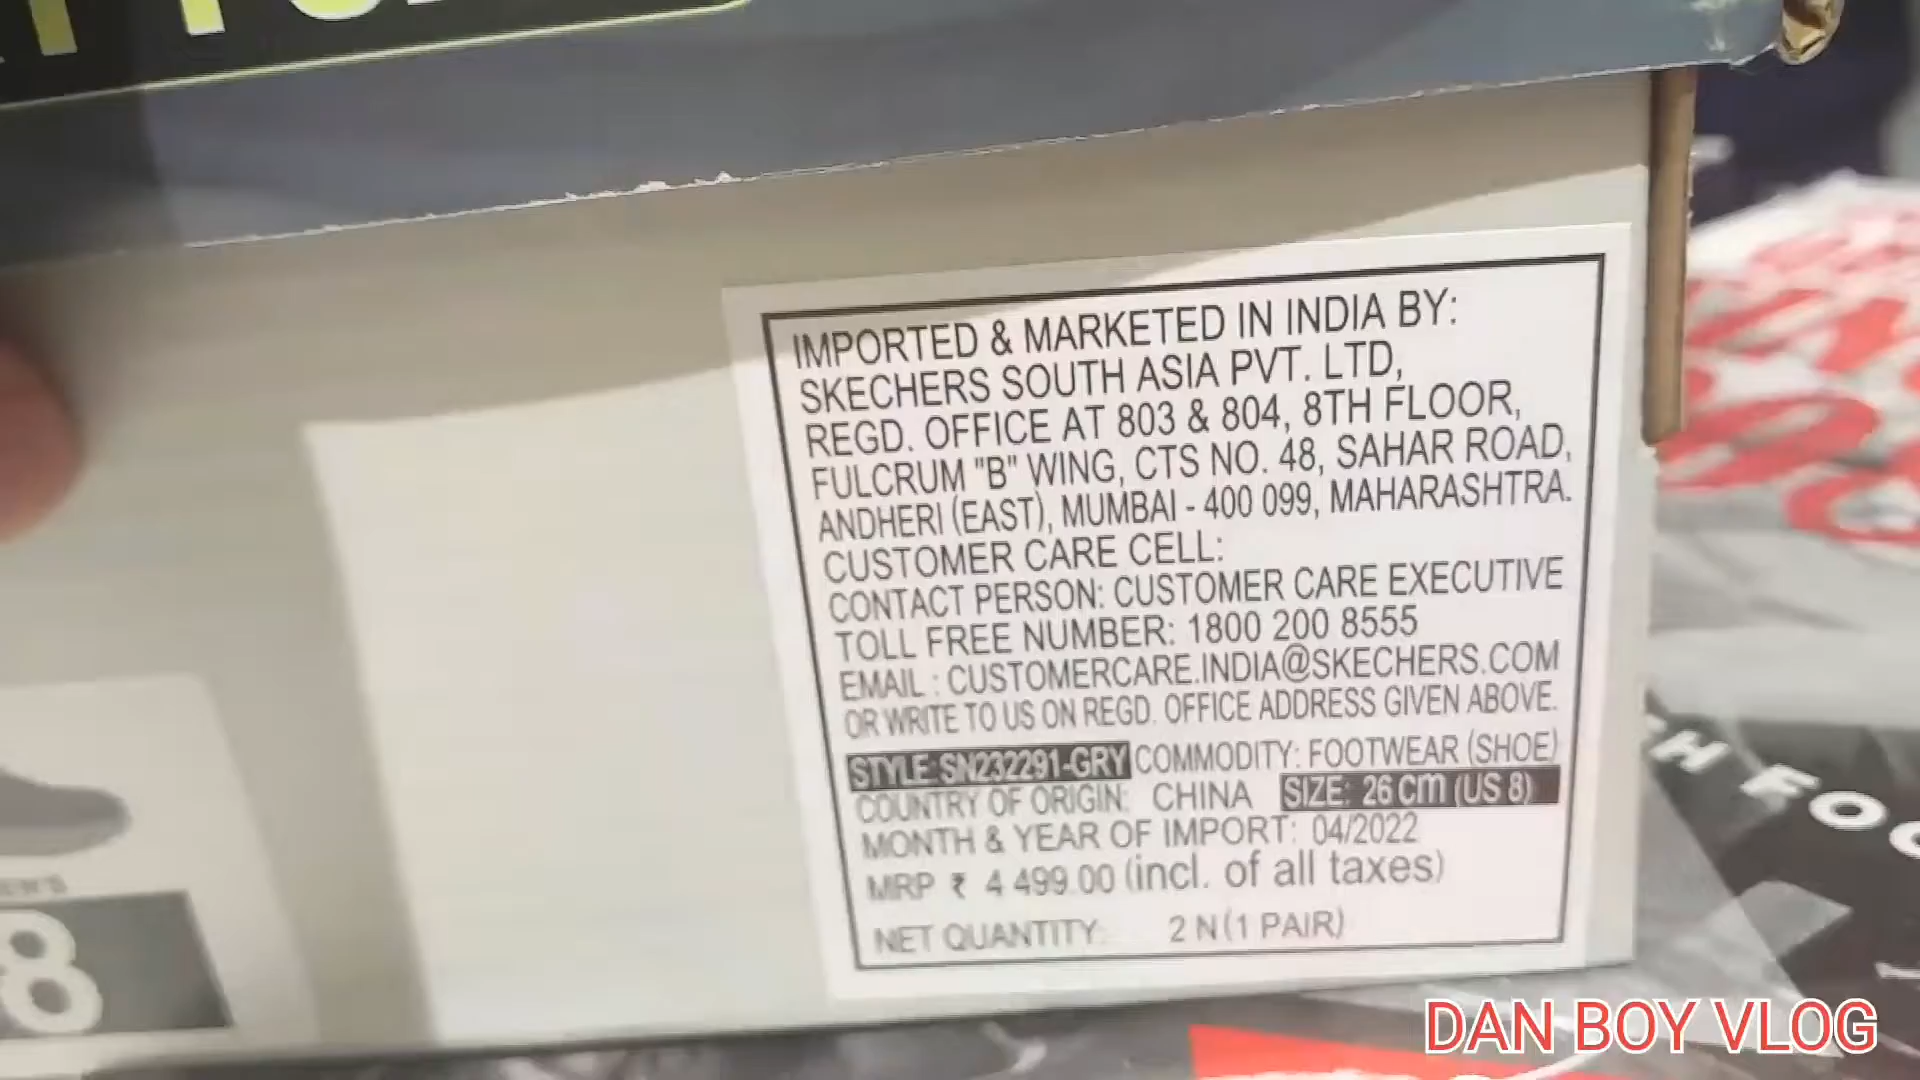 IMPORTED & MARKETED IN INDIA BY:
SKECHERS SOUTH ASIA PVT. LTD,
REGD. OFFICE AT 803 & 804, 8TH FLOOR,
FULCRUM "B" WING, CTS NO. 48, SAHAR ROAD,
ANDHERI (EAST), MUMBAI - 400 099, MAHARASHTRA.
CUSTOMER CARE CELL:
CONTACT PERSON: CUSTOMER CARE EXECUTIVE
TOLL FREE NUMBER: 1800 200 8555
EMAIL : CUSTOMERCARE.INDIA@SKECHERS.COM
OR WRITE TO US ON REGD. OFFICE ADDRESS GIVEN ABOVE.
STYLE: SN232291-GRY COMMODITY: FOOTWEAR (SHOE)
COUNTRY OF ORIGIN: CHINA SIZE: 26 cm (US 8)
MONTH & YEAR OF IMPORT: 04/2022
MRP ₹ 4 499.00 (incl. of all taxes)
NET QUANTITY: 2 N (1 PAIR)
8
DAN BOY VLOG